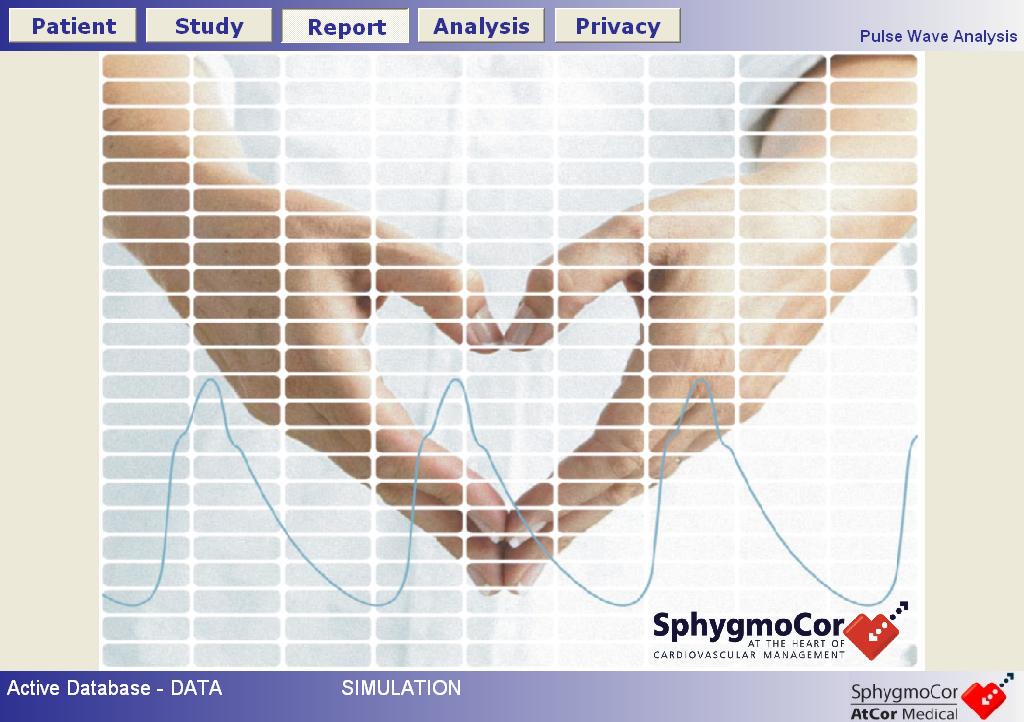 Patient Study Report Analysis Privacy
Pulse Wave Analysis
SphygmoCor
AT THE HEART OF
CARDIOVASCULAR MANAGEMENT
Active Database - DATA SIMULATION
SphygmoCor
AtCor Medical